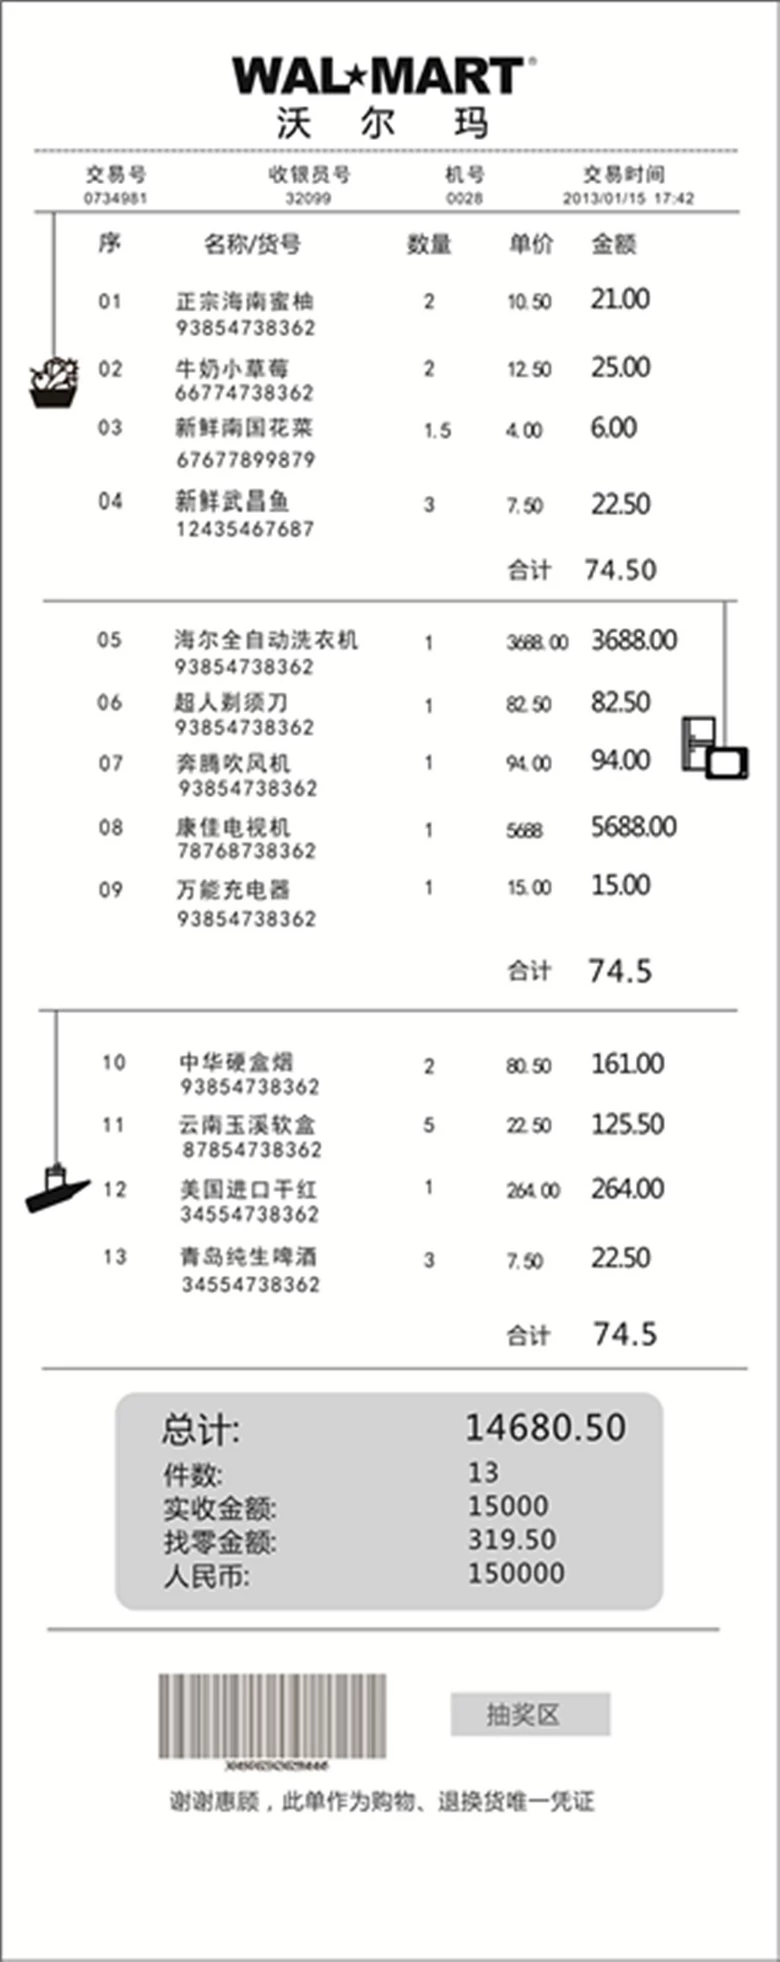 WAL★MART®
沃 尔 玛
交易号 收银员号 机号 交易时间
0734981 32099 0028 2013/01/15 17:42
序 名称/货号 数量 单价 金额
01 正宗海南蜜柚 2 10.50 21.00
93854738362
02 牛奶小草莓 2 12.50 25.00
66774738362
03 新鲜南国花菜 1.5 4.00 6.00
67677899879
04 新鲜武昌鱼 3 7.50 22.50
12435467687
合计 74.50
05 海尔全自动洗衣机 1 3688.00 3688.00
93854738362
06 超人剃须刀 1 82.50 82.50
93854738362
07 奔腾吹风机 1 94.00 94.00
93854738362
08 康佳电视机 1 5688 5688.00
78768738362
09 万能充电器 1 15.00 15.00
93854738362
合计 74.5
10 中华硬盒烟 2 80.50 161.00
93854738362
11 云南玉溪软盒 5 22.50 125.50
87854738362
12 美国进口干红 1 264.00 264.00
34554738362
13 青岛纯生啤酒 3 7.50 22.50
34554738362
合计 74.5
总计: 14680.50
件数: 13
实收金额: 15000
找零金额: 319.50
人民币: 150000
抽奖区
谢谢惠顾，此单作为购物、退换货唯一凭证